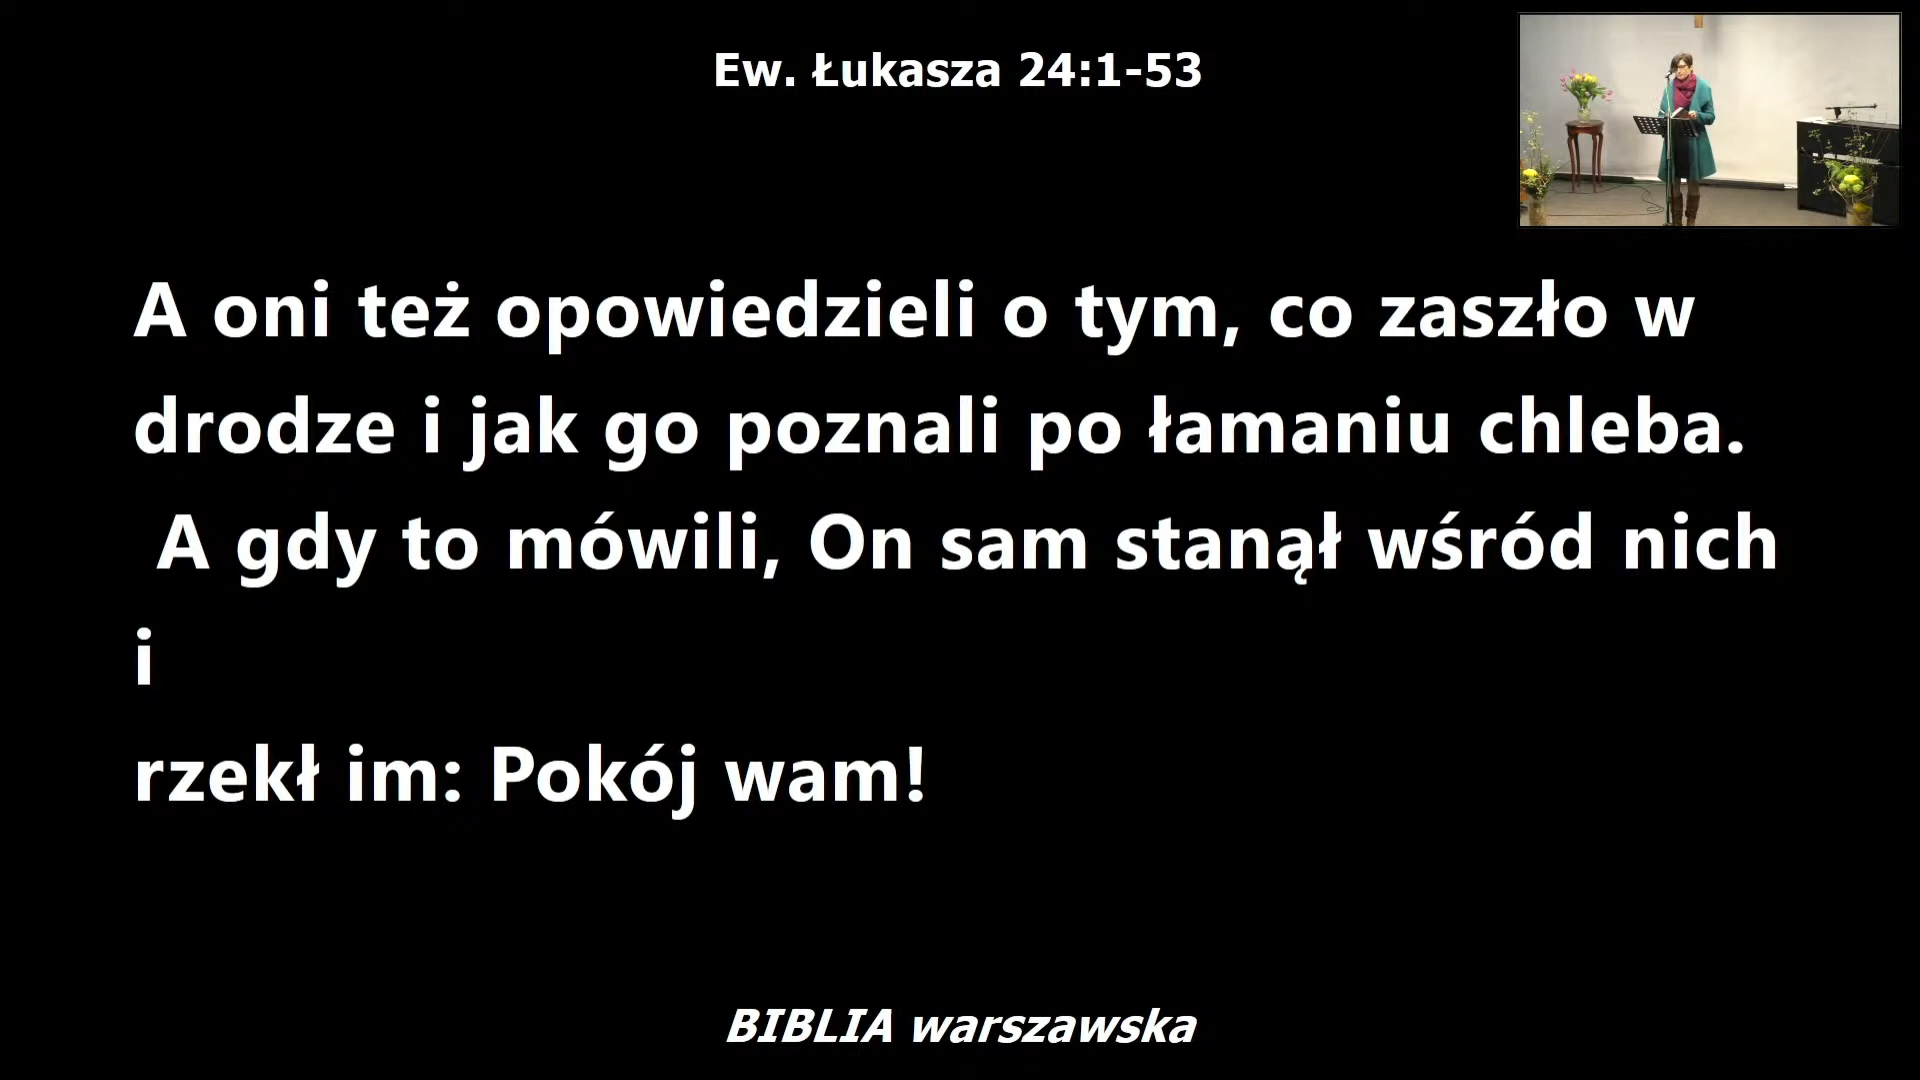 Ew. Łukasza 24:1-53
A oni też opowiedzieli o tym, co zaszło w
drodze i jak go poznali po łamaniu chleba.
A gdy to mówili, On sam stanął wśród nich
i
rzekł im: Pokój wam!
BIBLIA warszawska